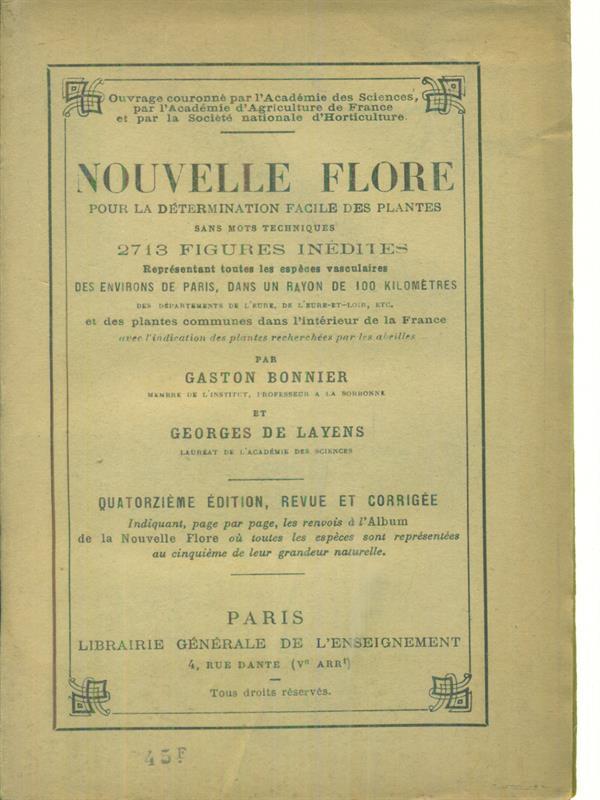 Ouvrage couronné par l'Académie des Sciences,
par l'Académie d'Agriculture de France
et par la Société nationale d'Horticulture.
NOUVELLE FLORE
POUR LA DÉTERMINATION FACILE DES PLANTES
SANS MOTS TECHNIQUES
2713 FIGURES INÉDITES
Représentant toutes les espèces vasculaires
DES ENVIRONS DE PARIS, DANS UN RAYON DE 100 KILOMÈTRES
DES DÉPARTEMENTS DE L'EURE, DE L'EURE-ET-LOIR, ETC.
et des plantes communes dans l'intérieur de la France
avec l'indication des plantes recherchées par les abeilles
PAR
GASTON BONNIER
MEMBRE DE L'INSTITUT, PROFESSEUR A LA SORBONNE
ET
GEORGES DE LAYENS
LAURÉAT DE L'ACADÉMIE DES SCIENCES
QUATORZIÈME ÉDITION, REVUE ET CORRIGÉE
Indiquant, page par page, les renvois à l'Album
de la Nouvelle Flore où toutes les espèces sont représentées
au cinquième de leur grandeur naturelle.
PARIS
LIBRAIRIE GÉNÉRALE DE L'ENSEIGNEMENT
4, RUE DANTE (Ve ARRt)
Tous droits réservés.
45F